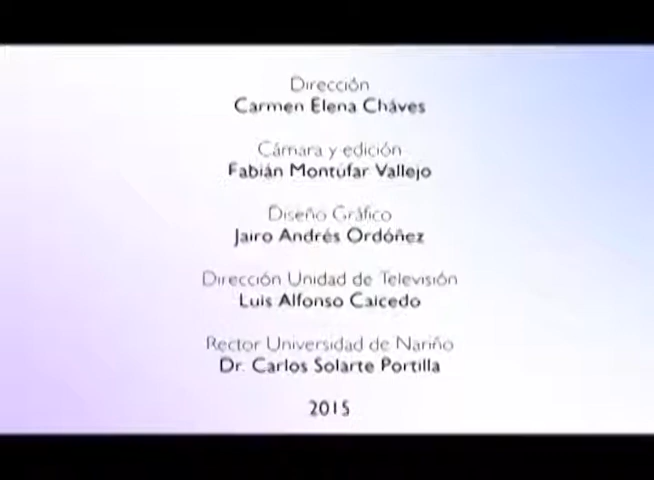 Dirección
Carmen Elena Cháves
Cámara y edición
Fabián Montúfar Vallejo
Diseño Gráfico
Jairo Andrés Ordóñez
Dirección Unidad de Televisión
Luis Alfonso Caicedo
Rector Universidad de Nariño
Dr. Carlos Solarte Portilla
2015